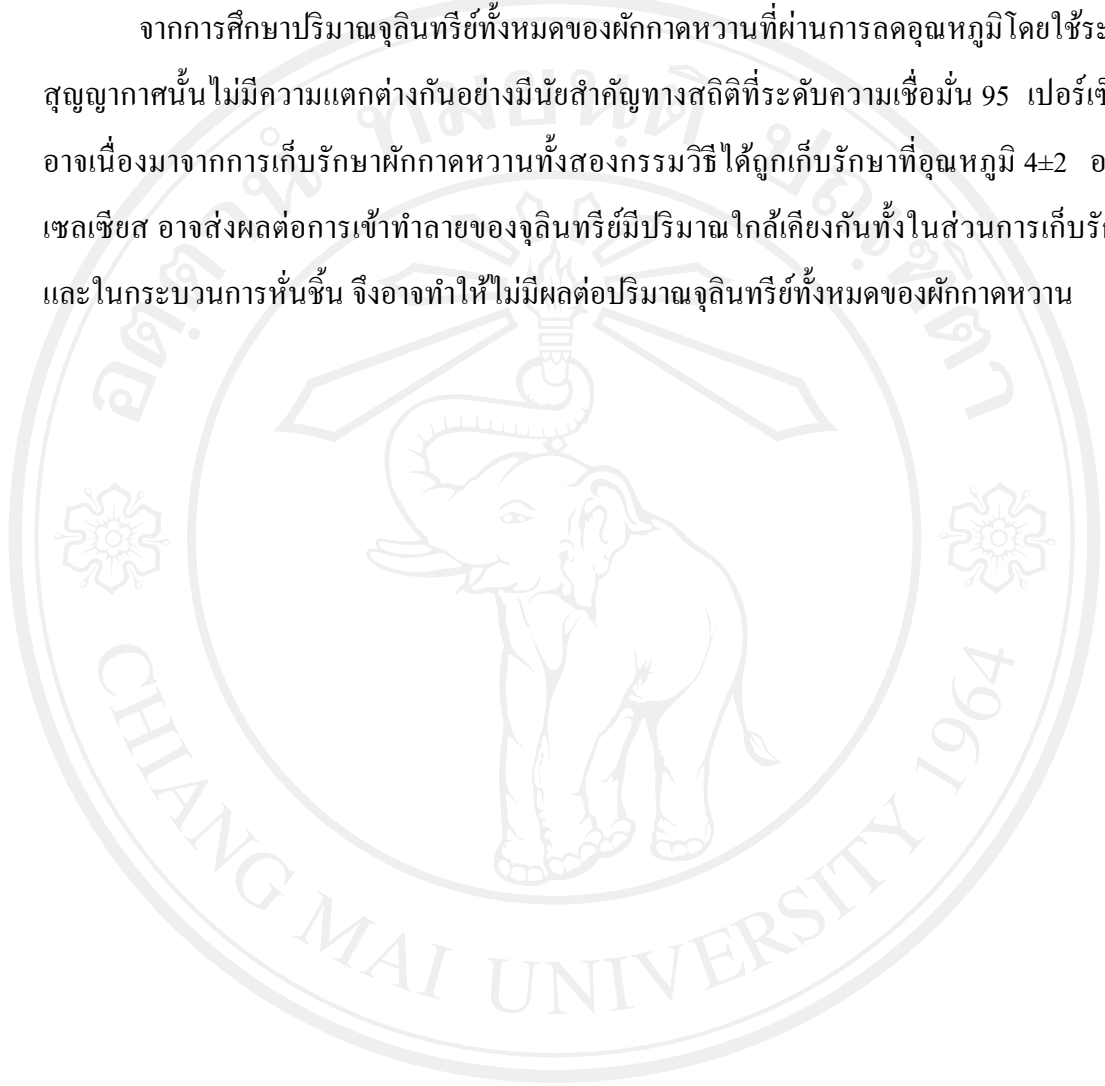 จากการศึกษาปริมาณจุลินทรีย์ทั้งหมดของผักกาดหวานที่ผ่านการลดอุณหภูมิโดยใช้ระ
สุญญากาศนั้นไม่มีความแตกต่างกันอย่างมีนัยสำคัญทางสถิติที่ระดับความเชื่อมั่น 95 เปอร์เซ็
อาจเนื่องมาจากการเก็บรักษาผักกาดหวานทั้งสองกรรมวิธีได้ถูกเก็บรักษาที่อุณหภูมิ 4±2 อ
เซลเซียส อาจส่งผลต่อการเข้าทำลายของจุลินทรีย์มีปริมาณใกล้เคียงกันทั้งในส่วนการเก็บรั
และในกระบวนการหั่นชิ้น จึงอาจทำให้ไม่มีผลต่อปริมาณจุลินทรีย์ทั้งหมดของผักกาดหวาน
อตฺตานํ ทมยนฺติ ปณฺฑิตา
CHIANG MAI UNIVERSITY 1964